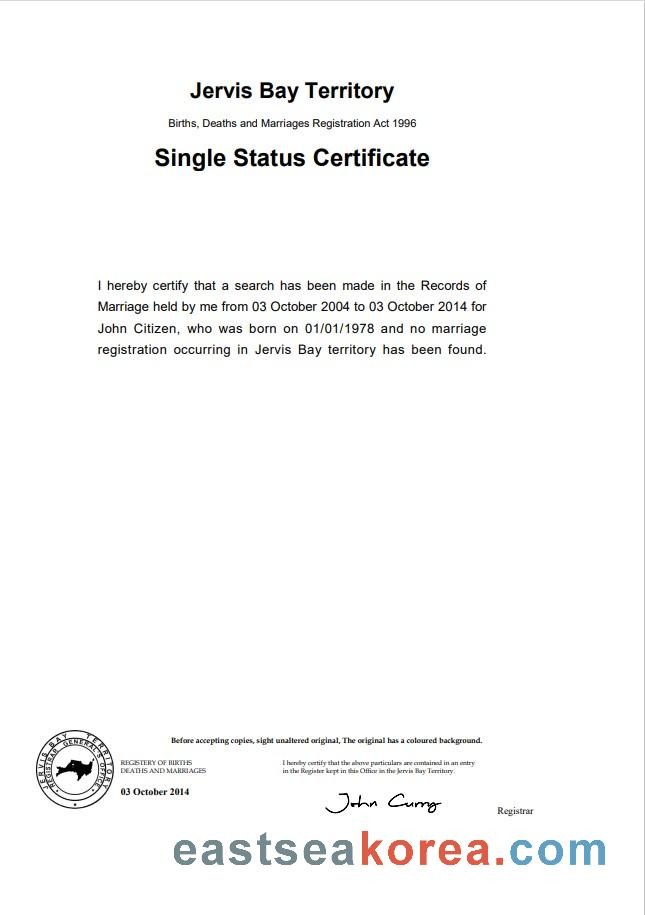 Jervis Bay Territory
Births, Deaths and Marriages Registration Act 1996
Single Status Certificate
I hereby certify that a search has been made in the Records of
Marriage held by me from 03 October 2004 to 03 October 2014 for
John Citizen, who was born on 01/01/1978 and no marriage
registration occurring in Jervis Bay territory has been found.
Before accepting copies, sight unaltered original, The original has a coloured background.
JERVIS BAY TERRITORY
REGISTRAR GENERAL'S OFFICE
REGISTERY OF BIRTHS
DEATHS AND MARRIAGES
I hereby certify that the above particulars are contained in an entry
in the Register kept in this Office in the Jervis Bay Territory.
03 October 2014
John
Registrar
eastseakorea.com